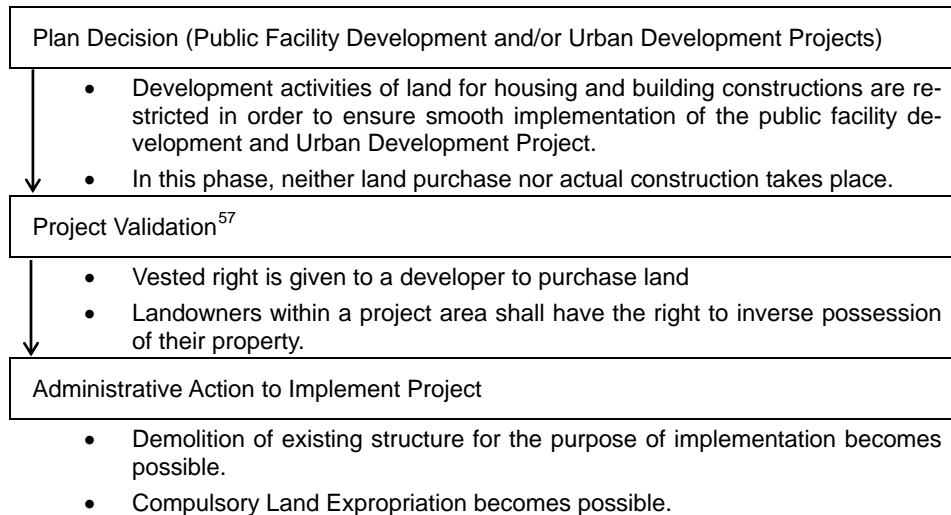 Plan Decision (Public Facility Development and/or Urban Development Projects)
• Development activities of land for housing and building constructions are re-
stricted in order to ensure smooth implementation of the public facility de-
velopment and Urban Development Project.
• In this phase, neither land purchase nor actual construction takes place.
Project Validation57
• Vested right is given to a developer to purchase land
• Landowners within a project area shall have the right to inverse possession
of their property.
Administrative Action to Implement Project
• Demolition of existing structure for the purpose of implementation becomes
possible.
• Compulsory Land Expropriation becomes possible.